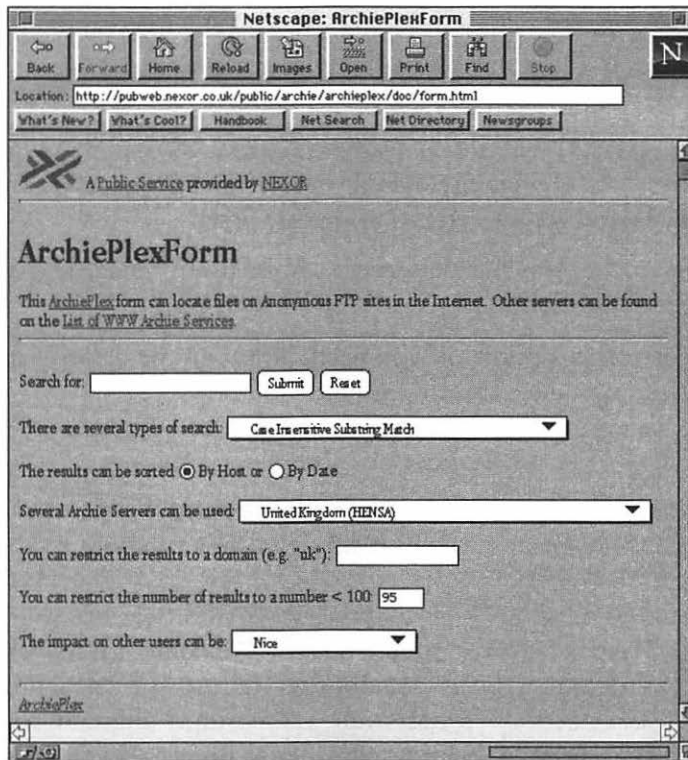 Netscape: ArchiePlexForm
Back Forward Home Reload Images Open Print Find Stop
N
Location: http://pubweb.nexor.co.uk/public/archie/archieplex/doc/form.html
What's New? What's Cool? Handbook Net Search Net Directory Newsgroups
A Public Service provided by NEXOR
ArchiePlexForm
This ArchiePlex form can locate files on Anonymous FTP sites in the Internet. Other servers can be found
on the List of WWW Archie Services.
Search for: Submit Reset
There are several types of search: Case Insensitive Substring Match
The results can be sorted By Host or By Date
Several Archie Servers can be used: United Kingdom (HENSA)
You can restrict the results to a domain (e.g. "uk"):
You can restrict the number of results to a number < 100: 95
The impact on other users can be: Nice
ArchiePlex